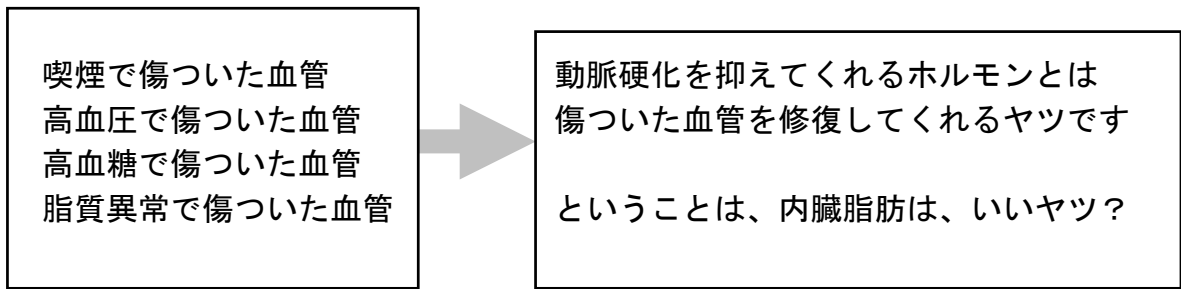 喫煙で傷ついた血管
高血圧で傷ついた血管
高血糖で傷ついた血管
脂質異常で傷ついた血管
動脈硬化を抑えてくれるホルモンとは
傷ついた血管を修復してくれるヤツです
ということは、内臓脂肪は、いいヤツ？